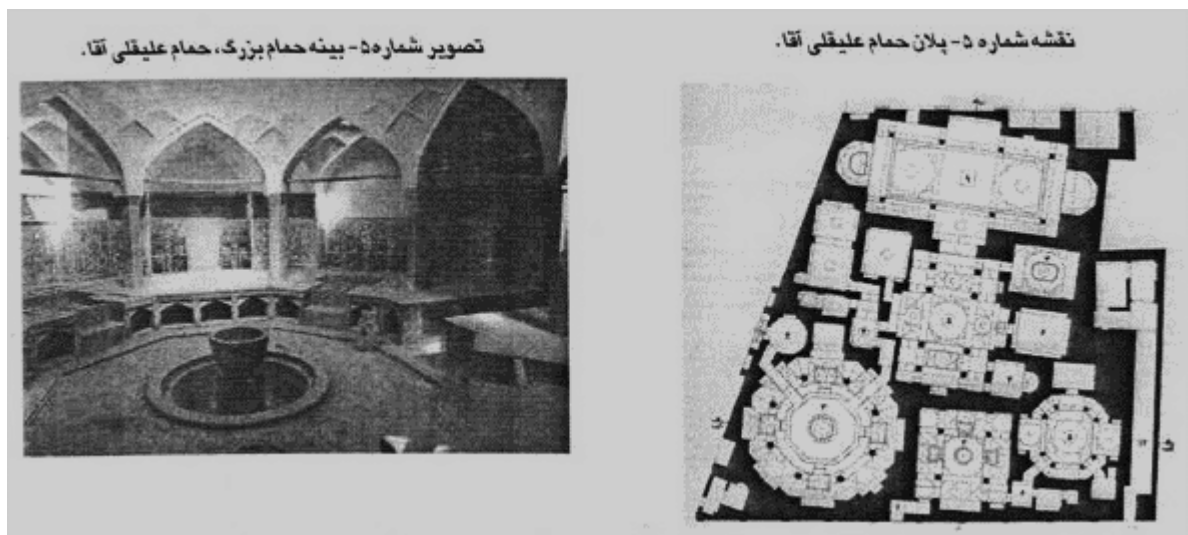 نقشه شماره ۵- پلان حمام علیقلی آقا.
تصویر شماره ۵- بینه حمام بزرگ، حمام علیقلی آقا.